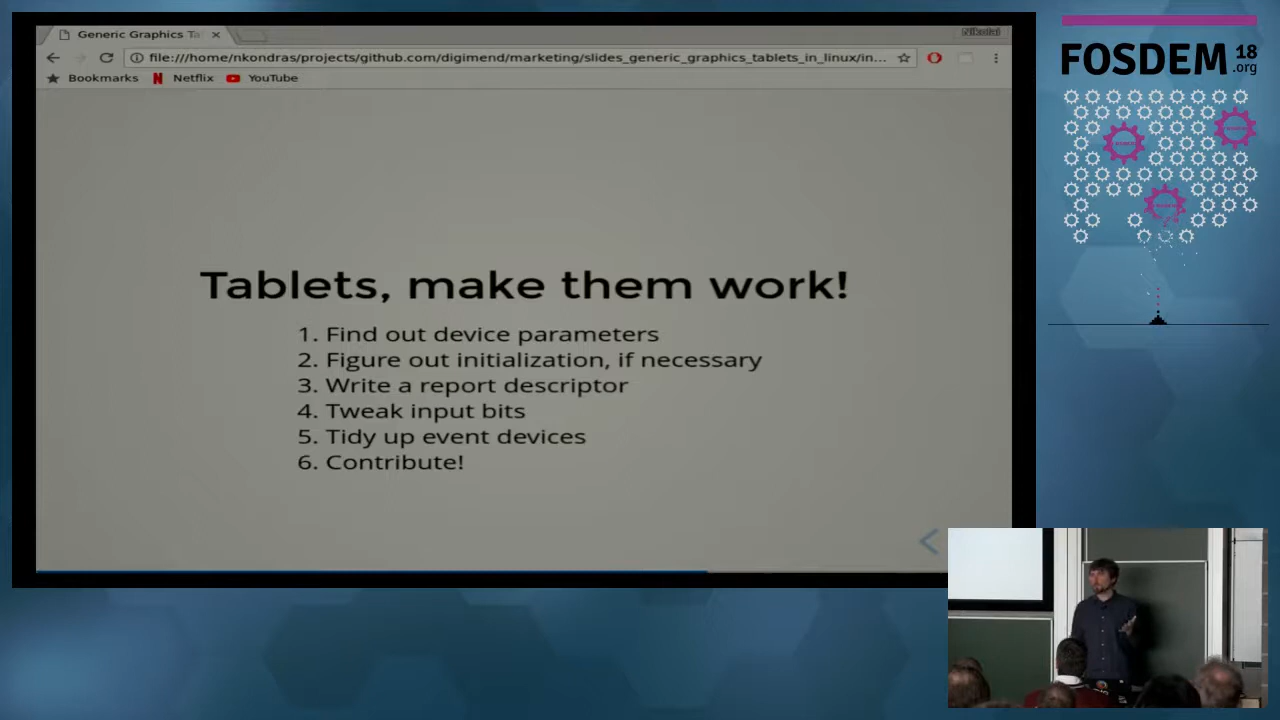 Generic Graphics Ta
Nikolai
file:///home/nkondras/projects/github.com/digimend/marketing/slides_generic_graphics_tablets_in_linux/in...
Bookmarks Netflix YouTube
Tablets, make them work!
1. Find out device parameters
2. Figure out initialization, if necessary
3. Write a report descriptor
4. Tweak input bits
5. Tidy up event devices
6. Contribute!
FOSDEM 18
.org